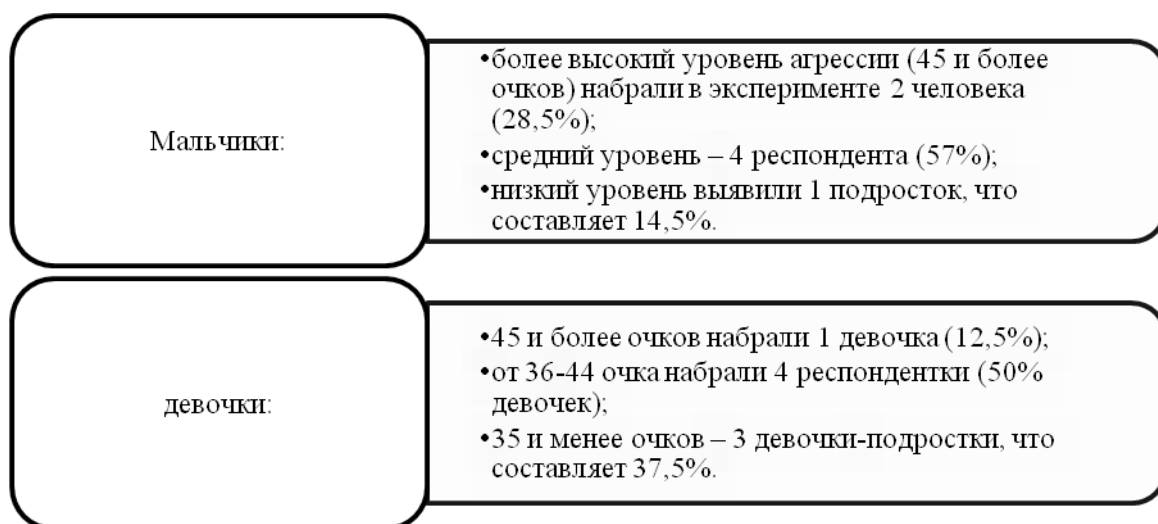 Мальчики:
•более высокий уровень агрессии (45 и более
очков) набрали в эксперименте 2 человека
(28,5%);
•средний уровень – 4 респондента (57%);
•низкий уровень выявили 1 подросток, что
составляет 14,5%.
девочки:
•45 и более очков набрали 1 девочка (12,5%);
•от 36-44 очка набрали 4 респондентки (50%
девочек);
•35 и менее очков – 3 девочки-подростки, что
составляет 37,5%.